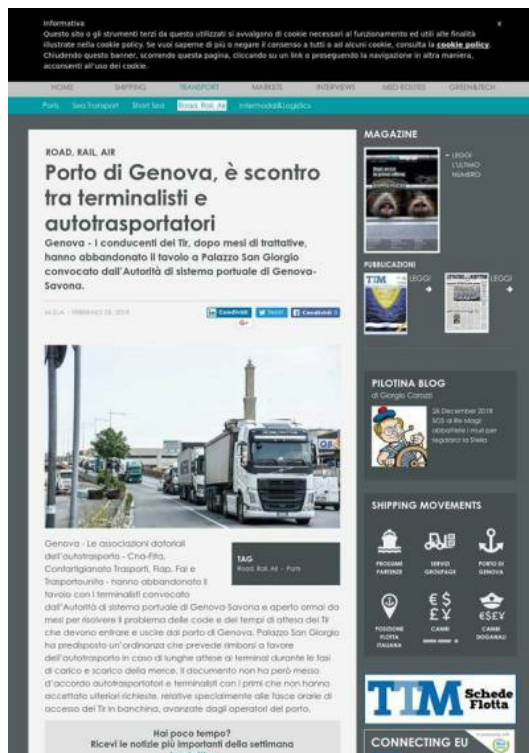 Informativa
x
Questo sito o gli strumenti terzi da questo utilizzati si avvalgono di cookie necessari al funzionamento ed utili alle finalità
illustrate nella cookie policy. Se vuoi saperne di più o negare il consenso a tutti o ad alcuni cookie, consulta la cookie policy.
Chiudendo questo banner, scorrendo questa pagina, cliccando su un link o proseguendo la navigazione in altra maniera,
acconsenti all'uso dei cookie.
HOME SHIPPING TRANSPORT MARKETS INTERVIEWS MED ROUTES GREEN&TECH
Ports Sea Transport Short Sea Road, Rail, Air Intermodal&Logistics
ROAD, RAIL, AIR
Porto di Genova, è scontro
tra terminalisti e
autotrasportatori
Genova - I conducenti dei Tir, dopo mesi di trattative,
hanno abbandonato il tavolo a Palazzo San Giorgio
convocato dall'Autorità di sistema portuale di Genova-
Savona.
FEBBRAIO
Condividi Tweet Condividi 0
G+
Genova - Le associazioni datoriali
dell'autotrasporto - Cna-Fita,
Confartigianato Trasporti, Fiap, Fai e
Trasportounito - hanno abbandonato il
tavolo con i terminalisti convocato
dall'Autorità di sistema portuale di Genova-Savona e aperto ormai da
mesi per risolvere il problema delle code e dei tempi di attesa dei Tir
che devono entrare e uscire dal porto di Genova. Palazzo San Giorgio
ha predisposto un'ordinanza che prevede rimborsi a favore
dell'autotrasporto in caso di lunghe attese ai terminal durante le fasi
di carico e scarico della merce. Il documento non ha però messo
d'accordo autotrasportatori e terminalisti con i primi che non hanno
accettato ulteriori richieste, relative specialmente alle fasce orarie di
accesso dei Tir in banchina, avanzate dagli operatori del porto.
TAG
Road, Rail, Air - Ports
Hai poco tempo?
Ricevi le notizie più importanti della settimana
MAGAZINE
LEGGI
L'ULTIMO
NUMERO
PUBBLICAZIONI
TTM
LEGGI
LEGGI
PILOTINA BLOG
di Giorgio Carozzi
26 December 2018
SOS ai Re Magi:
abbattete i muri per
regalarci la Stella
SHIPPING MOVEMENTS
PROSSIME
PARTENZE
SERVIZI
GROUPAGE
PORTO DI
GENOVA
POSIZIONE
FLOTTA
ITALIANA
€ $
£ ¥
CAMBI
€$£¥
CAMBI
DOGANALI
TTM Schede
Flotta
CONNECTING EU